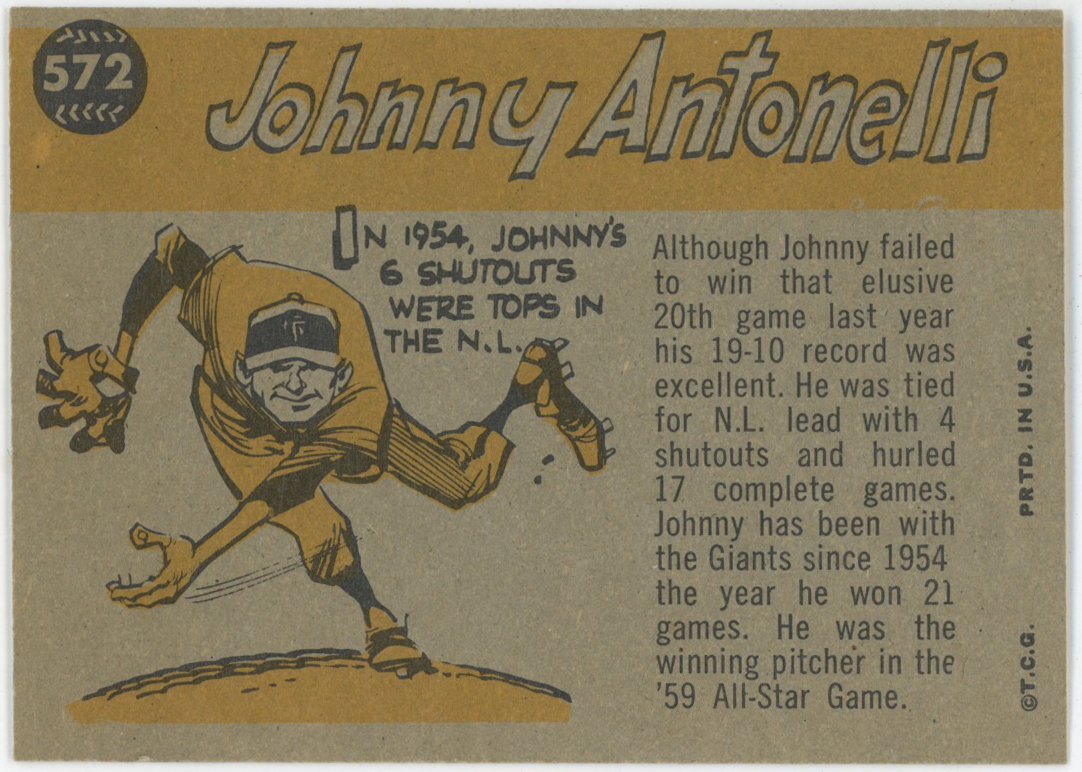 572
Johnny Antonelli
IN 1954, JOHNNY'S
6 SHUTOUTS
WERE TOPS IN
THE N.L.
Although Johnny failed
to win that elusive
20th game last year
his 19-10 record was
excellent. He was tied
for N.L. lead with 4
shutouts and hurled
17 complete games.
Johnny has been with
the Giants since 1954
the year he won 21
games. He was the
winning pitcher in the
'59 All-Star Game.
©T.C.G. PRTD. IN U.S.A.